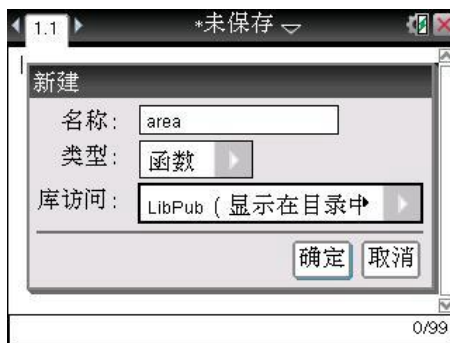 1.1 *未保存
新建
名称: area
类型: 函数
库访问: LibPub ( 显示在目录中
确定 取消
0/99